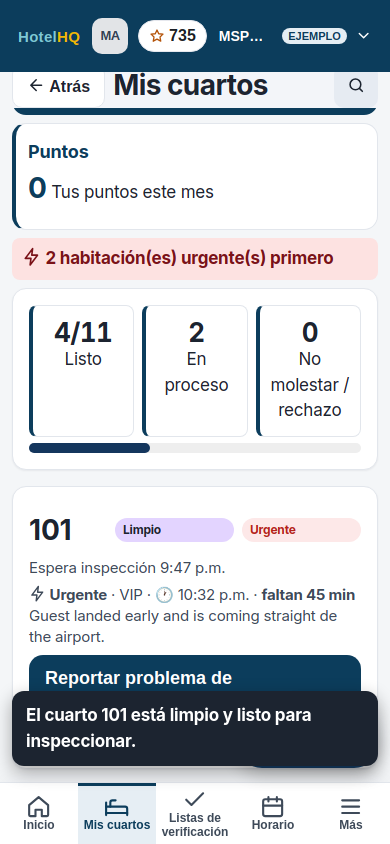 HotelHQ MA 735 MSP... EJEMPLO
Atrás Mis cuartos
Puntos
0 Tus puntos este mes
2 habitación(es) urgente(s) primero
4/11
Listo
2
En
proceso
0
No
molestar /
rechazo
101 Limpio Urgente
Espera inspección 9:47 p.m.
Urgente · VIP · 🕐 10:32 p.m. · faltan 45 min
Guest landed early and is coming straight de
the airport.
Reportar problema de
El cuarto 101 está limpio y listo para
inspeccionar.
Inicio
Mis cuartos
Listas de
verificación
Horario
Más